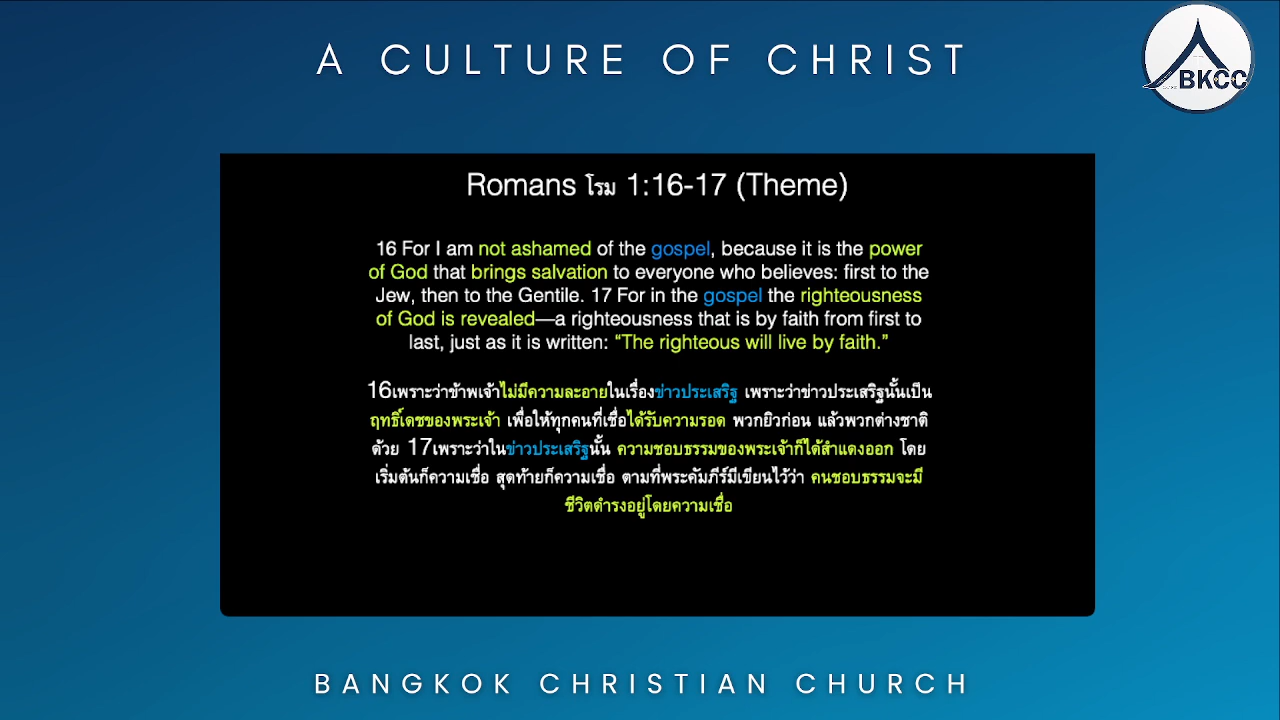 A CULTURE OF CHRIST
BKCC
Romans โรม 1:16-17 (Theme)
16 For I am not ashamed of the gospel, because it is the power
of God that brings salvation to everyone who believes: first to the
Jew, then to the Gentile. 17 For in the gospel the righteousness
of God is revealed—a righteousness that is by faith from first to
last, just as it is written: “The righteous will live by faith.”
16เพราะว่าข้าพเจ้าไม่มีความละอายในเรื่องข่าวประเสริฐ เพราะว่าข่าวประเสริฐนั้นเป็น
ฤทธิ์เดชของพระเจ้า เพื่อให้ทุกคนที่เชื่อได้รับความรอด พวกยิวก่อน แล้วพวกต่างชาติ
ด้วย 17เพราะว่าในข่าวประเสริฐนั้น ความชอบธรรมของพระเจ้าก็ได้สำแดงออก โดย
เริ่มต้นก็ความเชื่อ สุดท้ายก็ความเชื่อ ตามที่พระคัมภีร์มีเขียนไว้ว่า คนชอบธรรมจะมี
ชีวิตดำรงอยู่โดยความเชื่อ
BANGKOK CHRISTIAN CHURCH